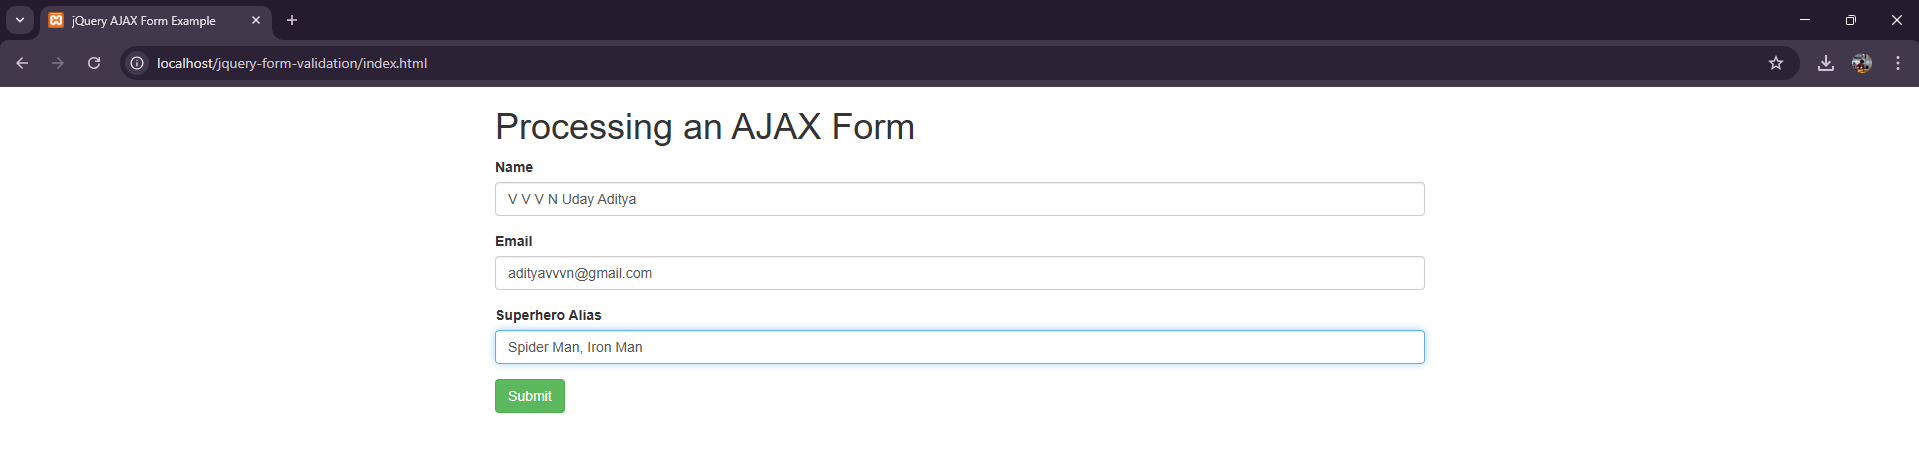 jQuery AJAX Form Example
localhost/jquery-form-validation/index.html
Processing an AJAX Form
Name
V V V N Uday Aditya
Email
adityavvvn@gmail.com
Superhero Alias
Spider Man, Iron Man
Submit